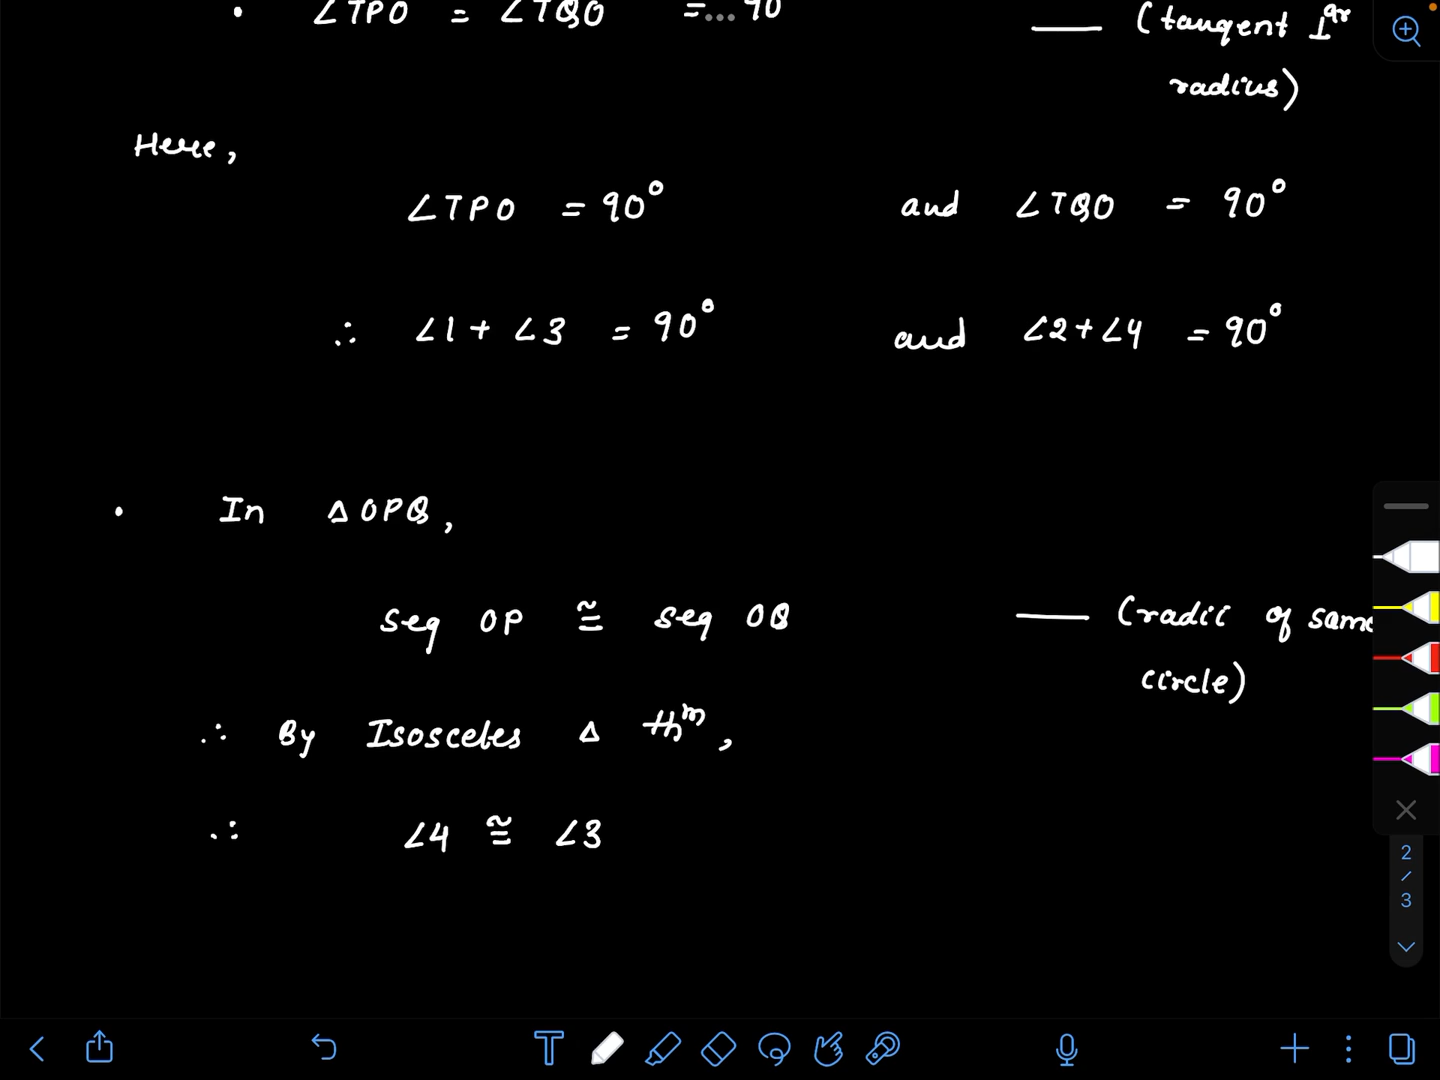 • ∠TPO = ∠TQO =...90 — (tangent ⊥ar
radius)
Here,
∠TPO = 90° and ∠TQO = 90°
∴ ∠1 + ∠3 = 90° and ∠2 + ∠4 = 90°
• In ΔOPQ,
seg OP ≅ seg OQ — (radii of same
circle)
∴ By Isosceles Δ thm,
∴ ∠4 ≅ ∠3
2
/
3
T